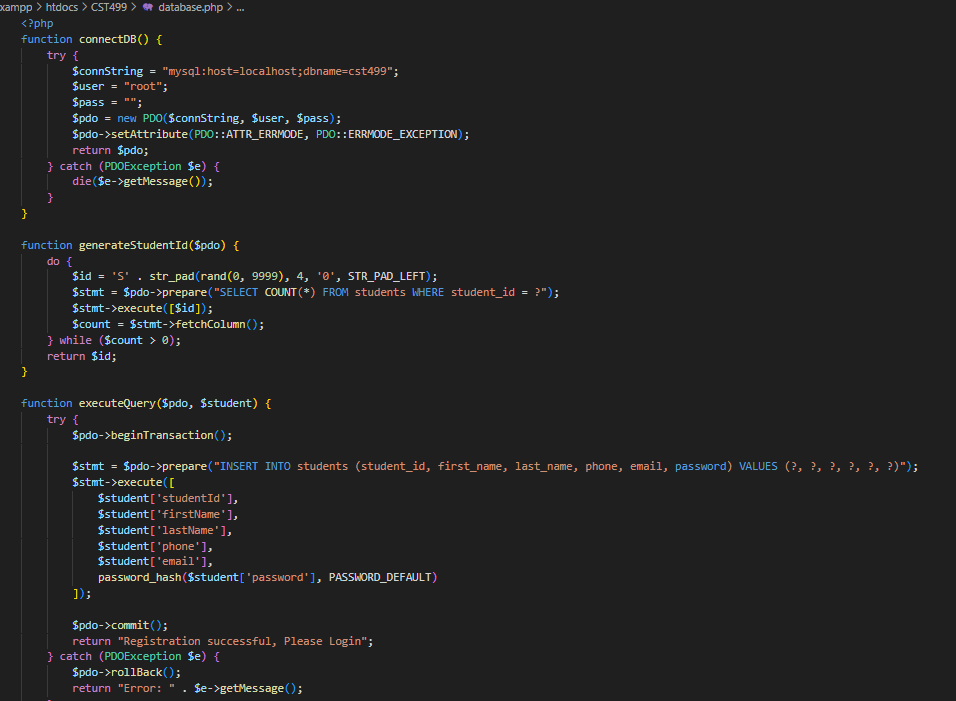 xampp > htdocs > CST499 > database.php > ...
<?php
function connectDB() {
    try {
        $connString = "mysql:host=localhost;dbname=cst499";
        $user = "root";
        $pass = "";
        $pdo = new PDO($connString, $user, $pass);
        $pdo->setAttribute(PDO::ATTR_ERRMODE, PDO::ERRMODE_EXCEPTION);
        return $pdo;
    } catch (PDOException $e) {
        die($e->getMessage());
    }
}

function generateStudentId($pdo) {
    do {
        $id = 'S' . str_pad(rand(0, 9999), 4, '0', STR_PAD_LEFT);
        $stmt = $pdo->prepare("SELECT COUNT(*) FROM students WHERE student_id = ?");
        $stmt->execute([$id]);
        $count = $stmt->fetchColumn();
    } while ($count > 0);
    return $id;
}

function executeQuery($pdo, $student) {
    try {
        $pdo->beginTransaction();

        $stmt = $pdo->prepare("INSERT INTO students (student_id, first_name, last_name, phone, email, password) VALUES (?, ?, ?, ?, ?, ?)");
        $stmt->execute([
            $student['studentId'],
            $student['firstName'],
            $student['lastName'],
            $student['phone'],
            $student['email'],
            password_hash($student['password'], PASSWORD_DEFAULT)
        ]);

        $pdo->commit();
        return "Registration successful, Please Login";
    } catch (PDOException $e) {
        $pdo->rollBack();
        return "Error: " . $e->getMessage();